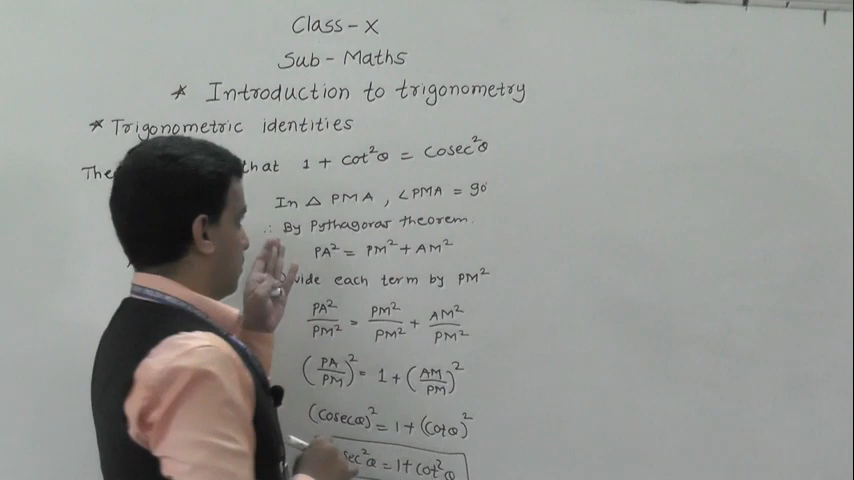 Class-X
Sub-Maths
* Introduction to trigonometry
* Trigonometric identities
that 1 + cot²θ = cosec²θ
In △ PMA, ∠PMA = 90
∴ By Pythagoras theorem.
PA² = PM² + AM²
each term by PM²
PA²/PM² = PM²/PM² + AM²/PM²
(PA/PM)² = 1 + (AM/PM)²
(cosecθ)² = 1 + (cotθ)²
sec²θ = 1 + cot²θ